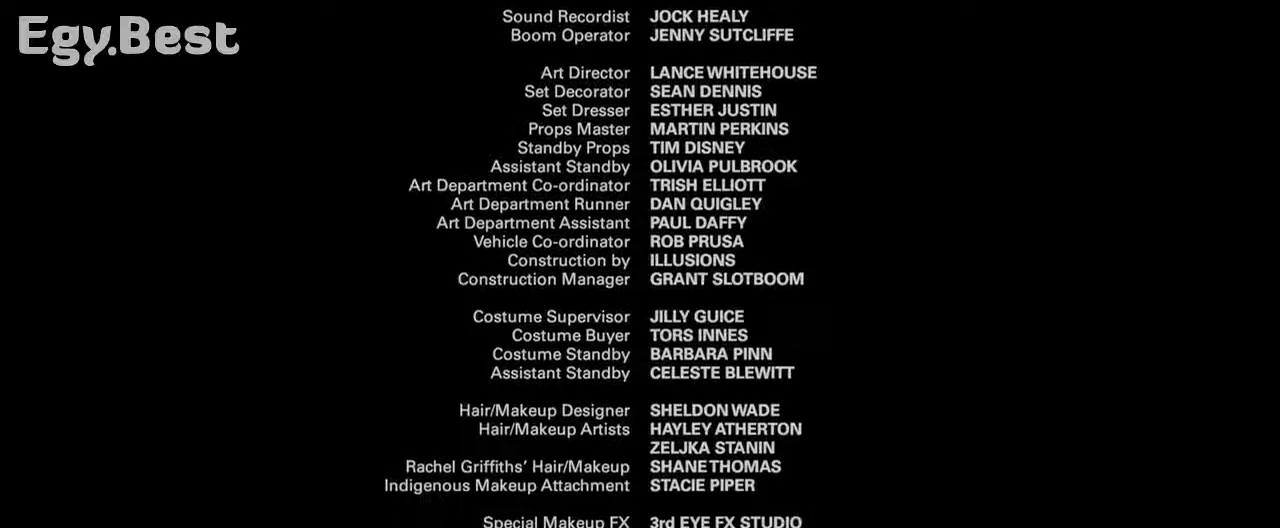 Egy.Best
Sound Recordist JOCK HEALY
Boom Operator JENNY SUTCLIFFE
Art Director LANCE WHITEHOUSE
Set Decorator SEAN DENNIS
Set Dresser ESTHER JUSTIN
Props Master MARTIN PERKINS
Standby Props TIM DISNEY
Assistant Standby OLIVIA PULBROOK
Art Department Co-ordinator TRISH ELLIOTT
Art Department Runner DAN QUIGLEY
Art Department Assistant PAUL DAFFY
Vehicle Co-ordinator ROB PRUSA
Construction by ILLUSIONS
Construction Manager GRANT SLOTBOOM
Costume Supervisor JILLY GUICE
Costume Buyer TORS INNES
Costume Standby BARBARA PINN
Assistant Standby CELESTE BLEWITT
Hair/Makeup Designer SHELDON WADE
Hair/Makeup Artists HAYLEY ATHERTON
ZELJKA STANIN
Rachel Griffiths' Hair/Makeup SHANE THOMAS
Indigenous Makeup Attachment STACIE PIPER
Special Makeup FX 3rd EYE FX STUDIO